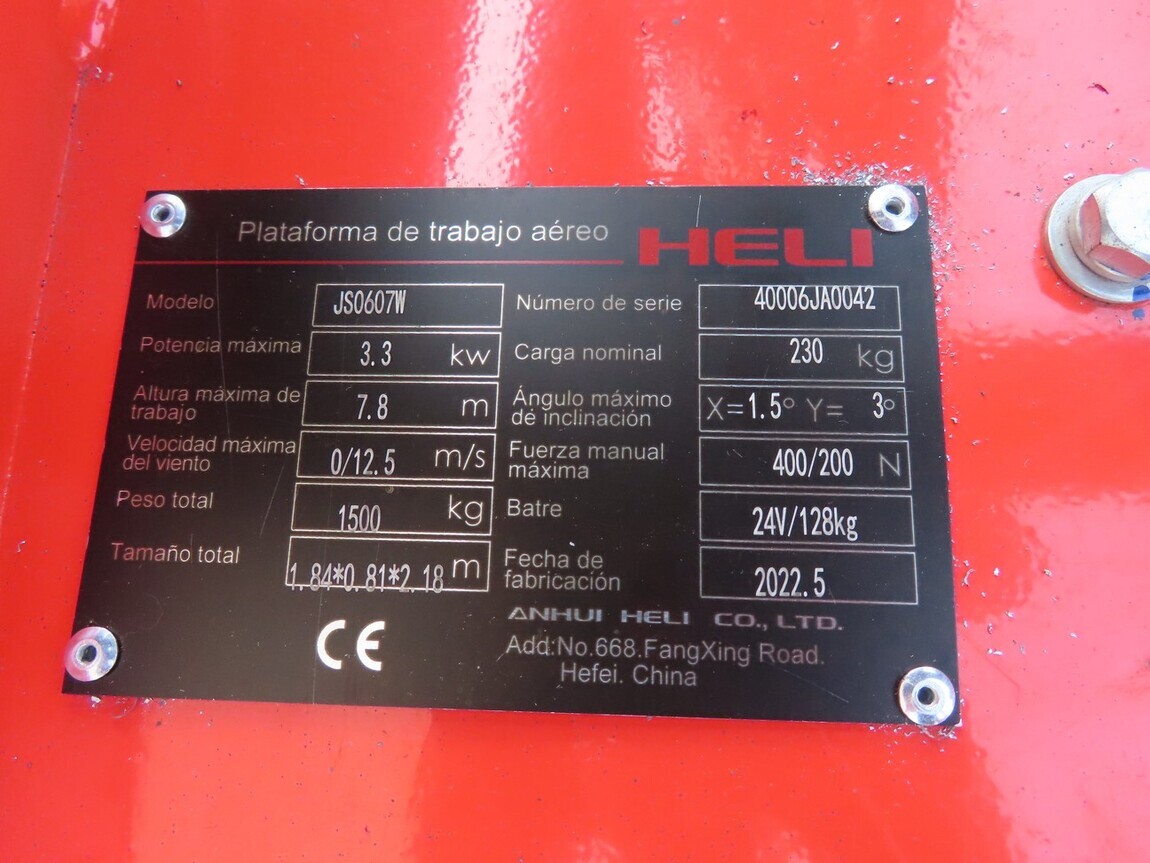 Plataforma de trabajo aéreo HELI
Modelo JS0607W Número de serie 40006JA0042
Potencia máxima 3.3 kw Carga nominal 230 kg
Altura máxima de trabajo 7.8 m Ángulo máximo de inclinación X=1.5° Y= 3°
Velocidad máxima del viento 0/12.5 m/s Fuerza manual máxima 400/200 N
Peso total 1500 kg Batre 24V/128kg
Tamaño total 1.84*0.81*2.18 m Fecha de fabricación 2022.5
ANHUI HELI CO., LTD.
CE Add:No.668.FangXing Road.
Hefei. China